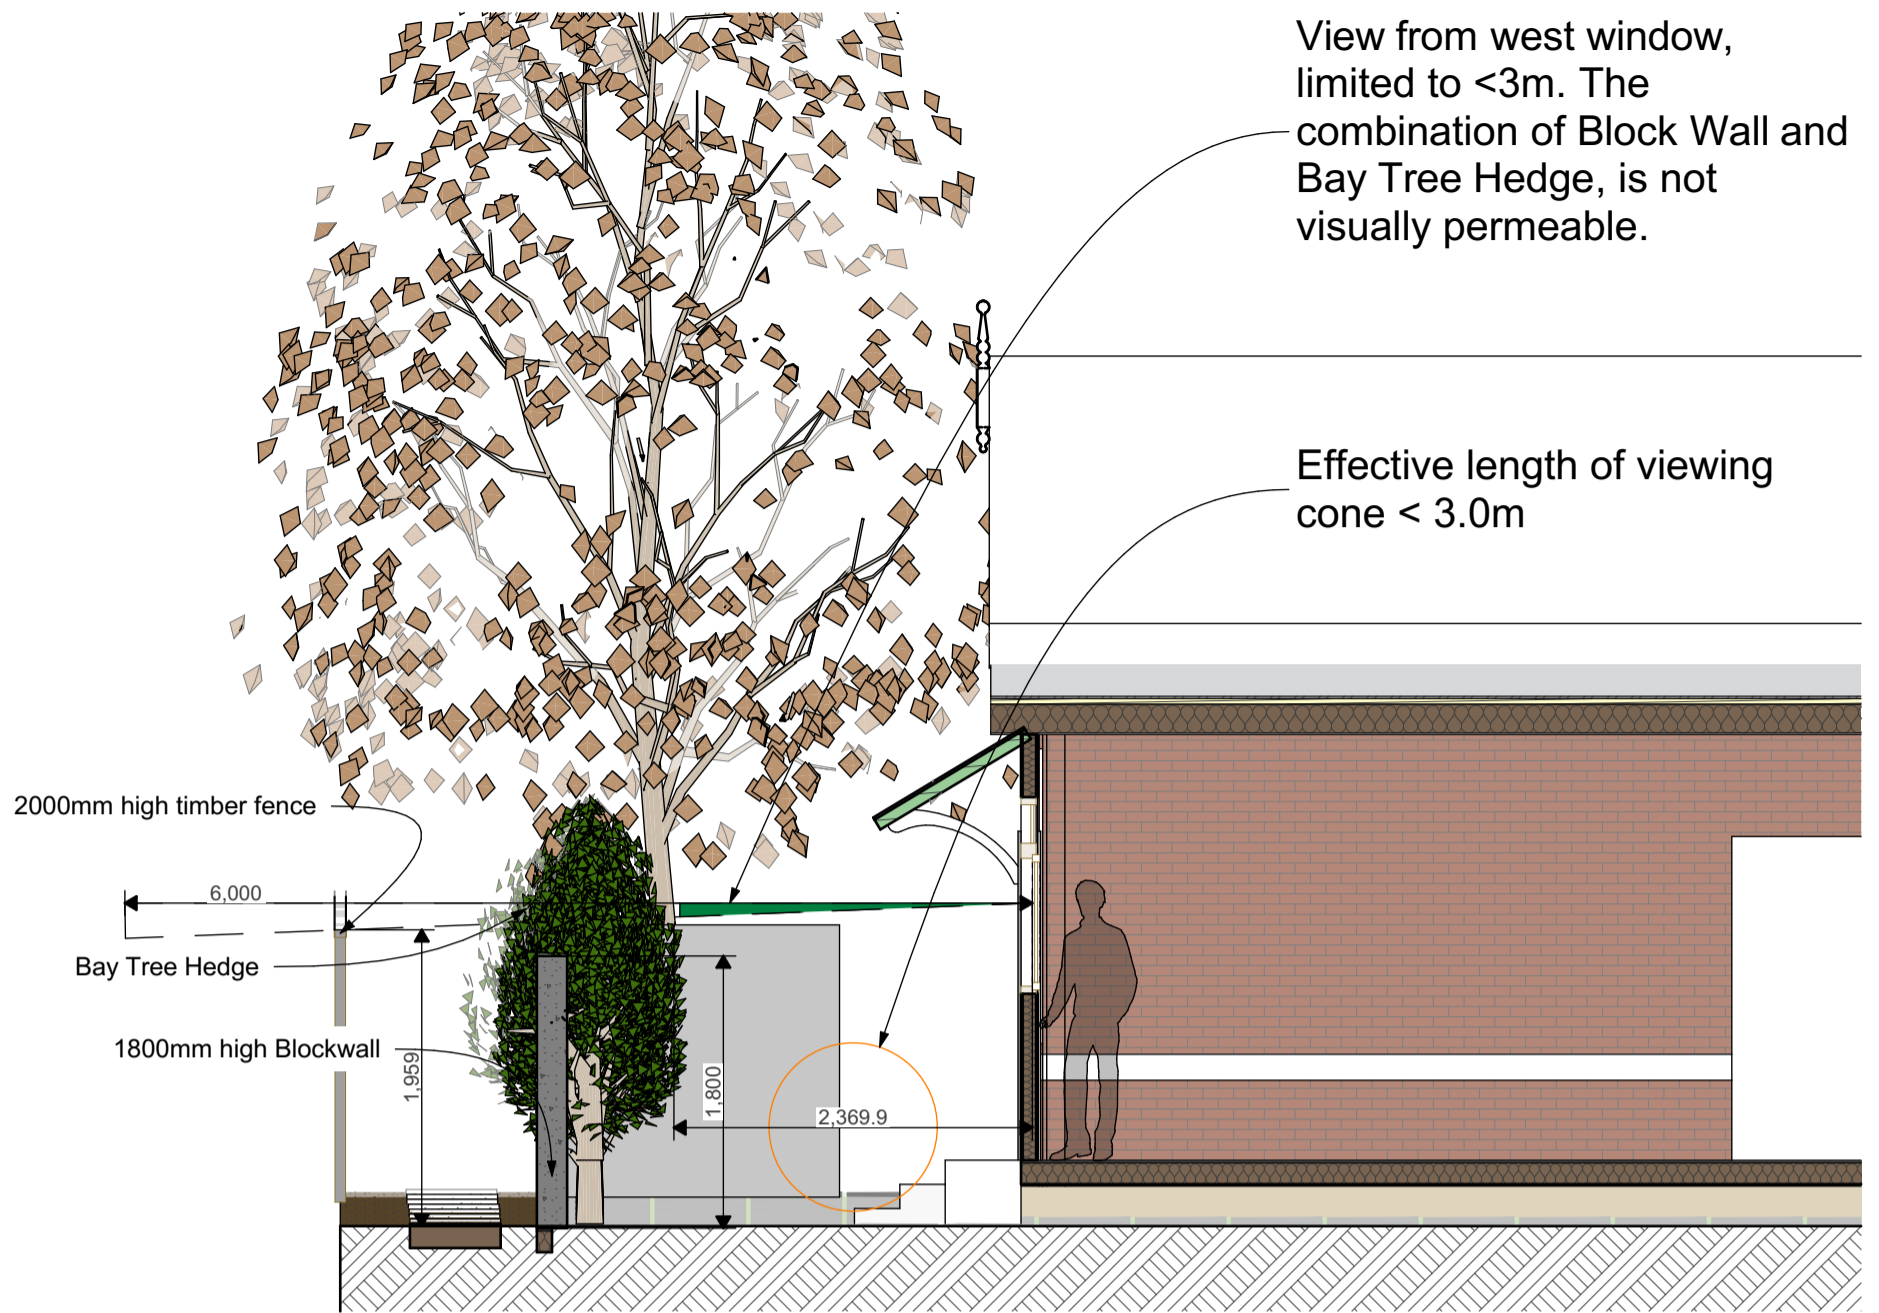 View from west window,
limited to <3m. The
combination of Block Wall and
Bay Tree Hedge, is not
visually permeable.
Effective length of viewing
cone < 3.0m
2000mm high timber fence
6,000
Bay Tree Hedge
1800mm high Blockwall
1,959
1,800
2,369.9